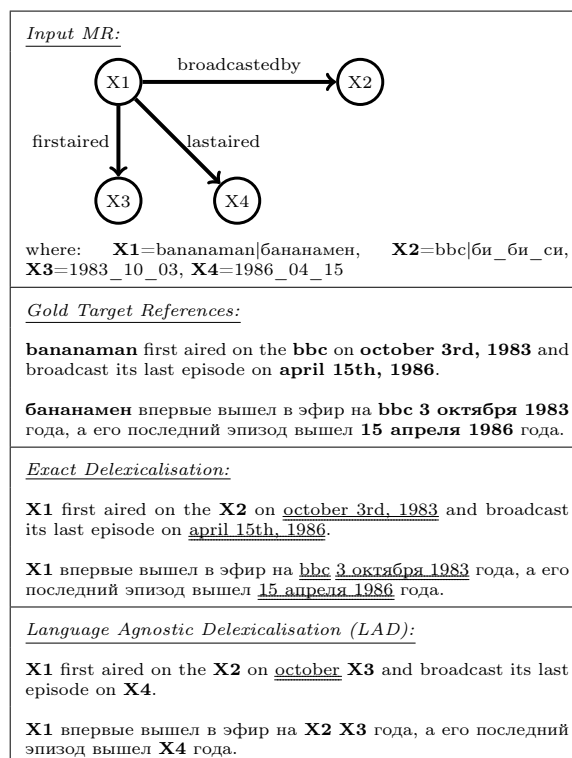 Input MR:
X1
broadcastedby
X2
firstaired
lastaired
X3
X4
where: X1=bananaman|бананамен, X2=bbc|би_би_си,
X3=1983_10_03, X4=1986_04_15
Gold Target References:
bananaman first aired on the bbc on october 3rd, 1983 and
broadcast its last episode on april 15th, 1986.
бананамен впервые вышел в эфир на bbc 3 октября 1983
года, а его последний эпизод вышел 15 апреля 1986 года.
Exact Delexicalisation:
X1 first aired on the X2 on october 3rd, 1983 and broadcast
its last episode on april 15th, 1986.
X1 впервые вышел в эфир на bbc 3 октября 1983 года, а его
последний эпизод вышел 15 апреля 1986 года.
Language Agnostic Delexicalisation (LAD):
X1 first aired on the X2 on october X3 and broadcast its last
episode on X4.
X1 впервые вышел в эфир на X2 X3 года, а его последний
эпизод вышел X4 года.